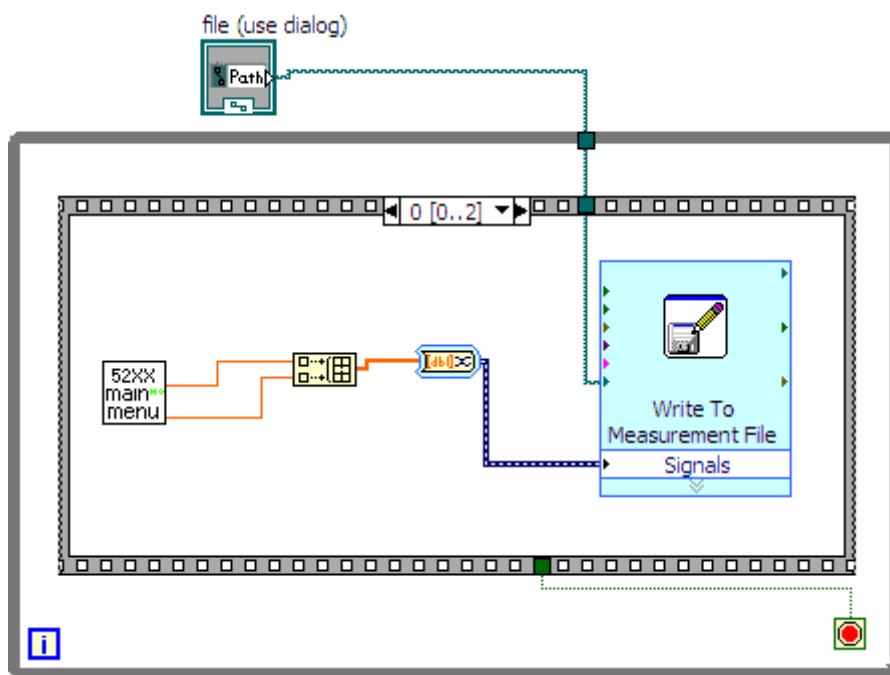 file (use dialog)
Path
0 [0..2]
52XX
main
menu
Write To
Measurement File
Signals
i